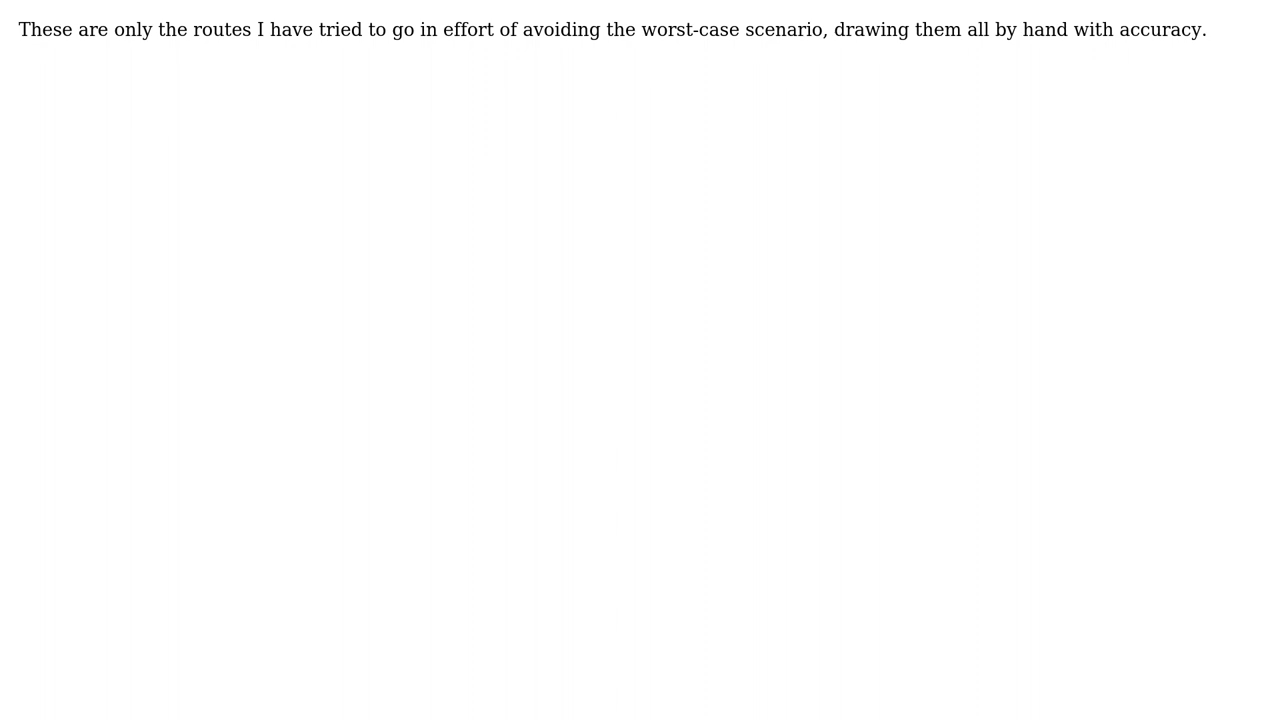 These are only the routes I have tried to go in effort of avoiding the worst-case scenario, drawing them all by hand with accuracy.